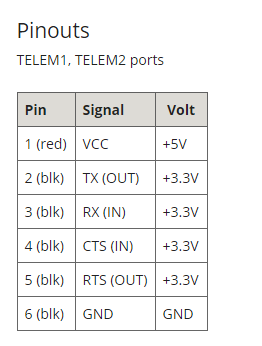 Pinouts
TELEM1, TELEM2 ports
Pin Signal Volt
1 (red) VCC +5V
2 (blk) TX (OUT) +3.3V
3 (blk) RX (IN) +3.3V
4 (blk) CTS (IN) +3.3V
5 (blk) RTS (OUT) +3.3V
6 (blk) GND GND